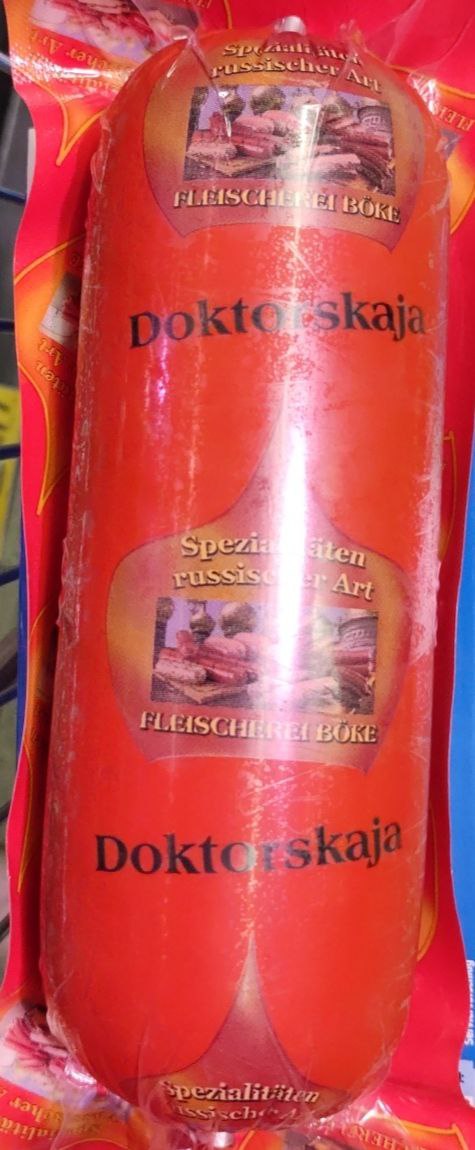 Spezialitäten
russischer Art
FLEISCHEREI BÖKE
Doktorskaja
Spezialitäten
russischer Art
FLEISCHEREI BÖKE
Doktorskaja
Spezialitäten